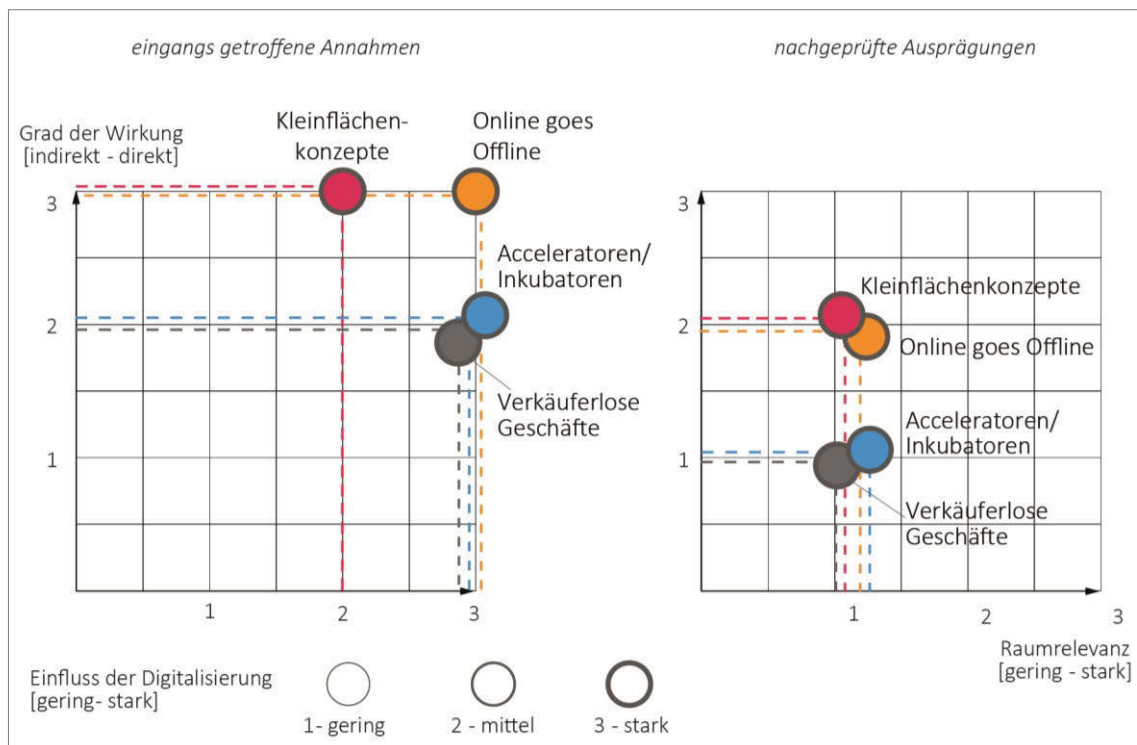 eingangs getroffene Annahmen
nachgeprüfte Ausprägungen
Grad der Wirkung
[indirekt - direkt]
Kleinflächen-
konzepte
Online goes
Offline
3
Acceleratoren/
Inkubatoren
2
Verkäuferlose
Geschäfte
1
1
2
3
3
Kleinflächenkonzepte
2
Online goes Offline
Acceleratoren/
Inkubatoren
1
Verkäuferlose
Geschäfte
1
2
3
Raumrelevanz
[gering - stark]
Einfluss der Digitalisierung
[gering- stark]
1- gering
2 - mittel
3 - stark